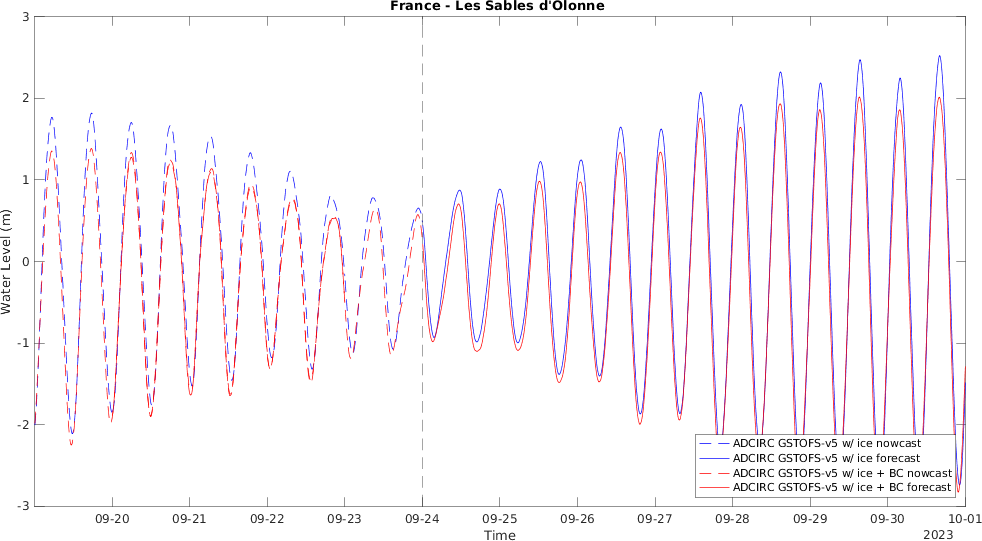 France - Les Sables d'Olonne
3
2
1
0
-1
-2
-3
Water Level (m)
ADCIRC GSTOFS-v5 w/ ice nowcast
ADCIRC GSTOFS-v5 w/ ice forecast
ADCIRC GSTOFS-v5 w/ ice + BC nowcast
ADCIRC GSTOFS-v5 w/ ice + BC forecast
09-20 09-21 09-22 09-23 09-24 09-25 09-26 09-27 09-28 09-29 09-30 10-01
Time
2023